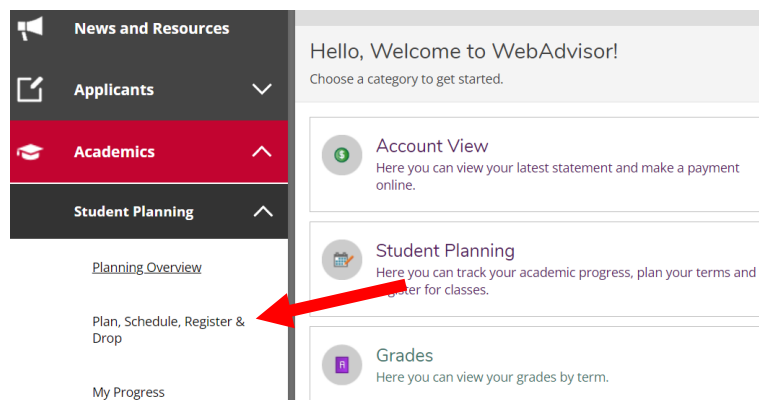 News and Resources
Applicants
Academics
Student Planning
Planning Overview
Plan, Schedule, Register &
Drop
My Progress
Hello, Welcome to WebAdvisor!
Choose a category to get started.
Account View
Here you can view your latest statement and make a payment
online.
Student Planning
Here you can track your academic progress, plan your terms and
for classes.
Grades
Here you can view your grades by term.